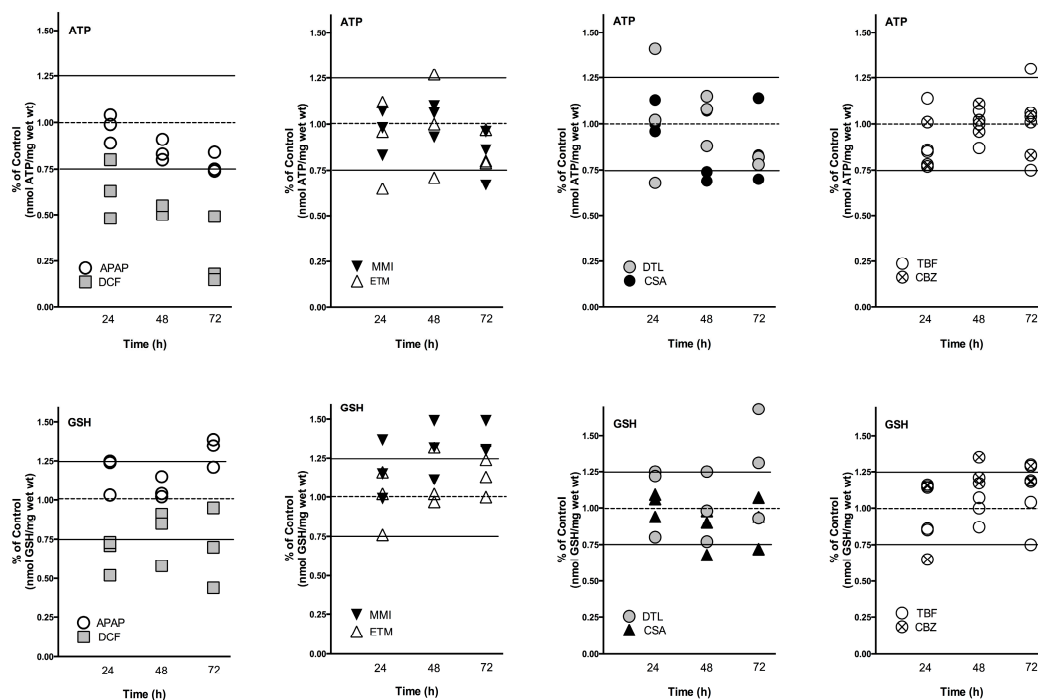 ATP
% of Control
(nmol ATP/mg wet wt)
1.50
1.25
1.00
0.75
0.50
0.25
0.00
APAP
DCF
24 48 72
Time (h)
ATP
% of Control
(nmol ATP/mg wet wt)
1.50
1.25
1.00
0.75
0.50
0.25
0.00
MMI
ETM
24 48 72
Time (h)
ATP
% of Control
(nmol ATP/mg wet wt)
1.50
1.25
1.00
0.75
0.50
0.25
0.00
DTL
CSA
24 48 72
Time (h)
ATP
% of Control
(nmol ATP/mg wet wt)
1.50
1.25
1.00
0.75
0.50
0.25
0.00
TBF
CBZ
24 48 72
Time (h)
GSH
% of Control
(nmol GSH/mg wet wt)
1.50
1.25
1.00
0.75
0.50
0.25
0.00
APAP
DCF
24 48 72
Time (h)
GSH
% of Control
(nmol GSH/mg wet wt)
1.50
1.25
1.00
0.75
0.50
0.25
0.00
MMI
ETM
24 48 72
Time (h)
GSH
% of Control
(nmol GSH/mg wet wt)
1.50
1.25
1.00
0.75
0.50
0.25
0.00
DTL
CSA
24 48 72
Time (h)
GSH
% of Control
(nmol GSH/mg wet wt)
1.50
1.25
1.00
0.75
0.50
0.25
0.00
TBF
CBZ
24 48 72
Time (h)